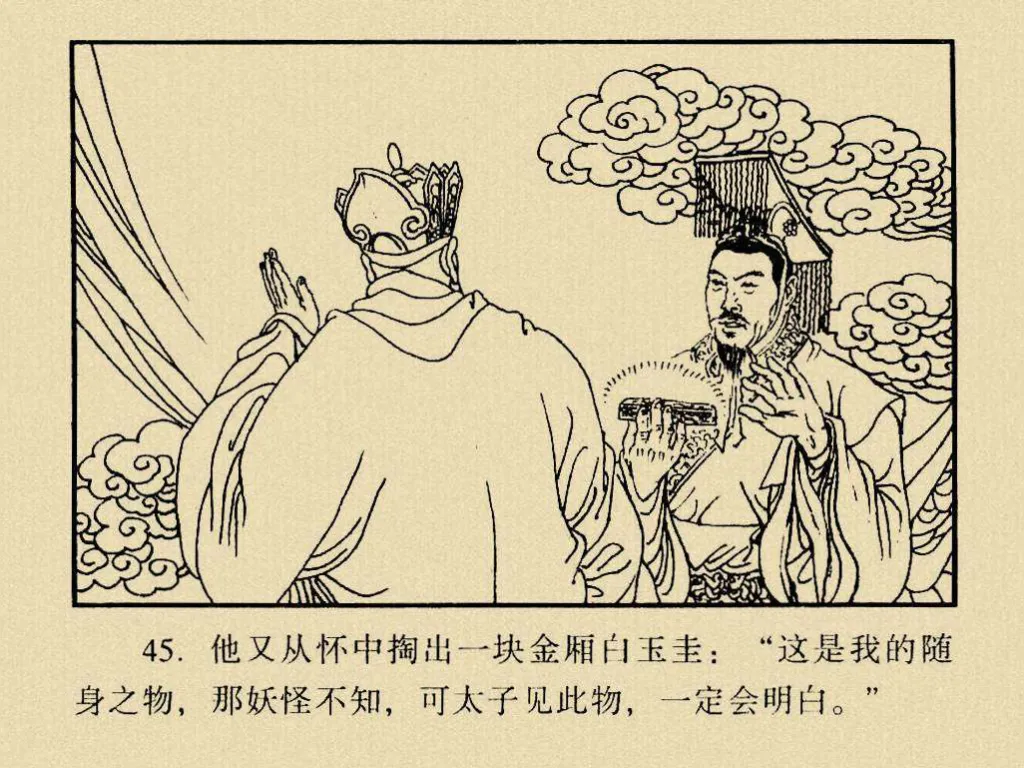 45. 他又从怀中掏出一块金厢白玉圭：“这是我的随
身之物，那妖怪不知，可太子见此物，一定会明白。”